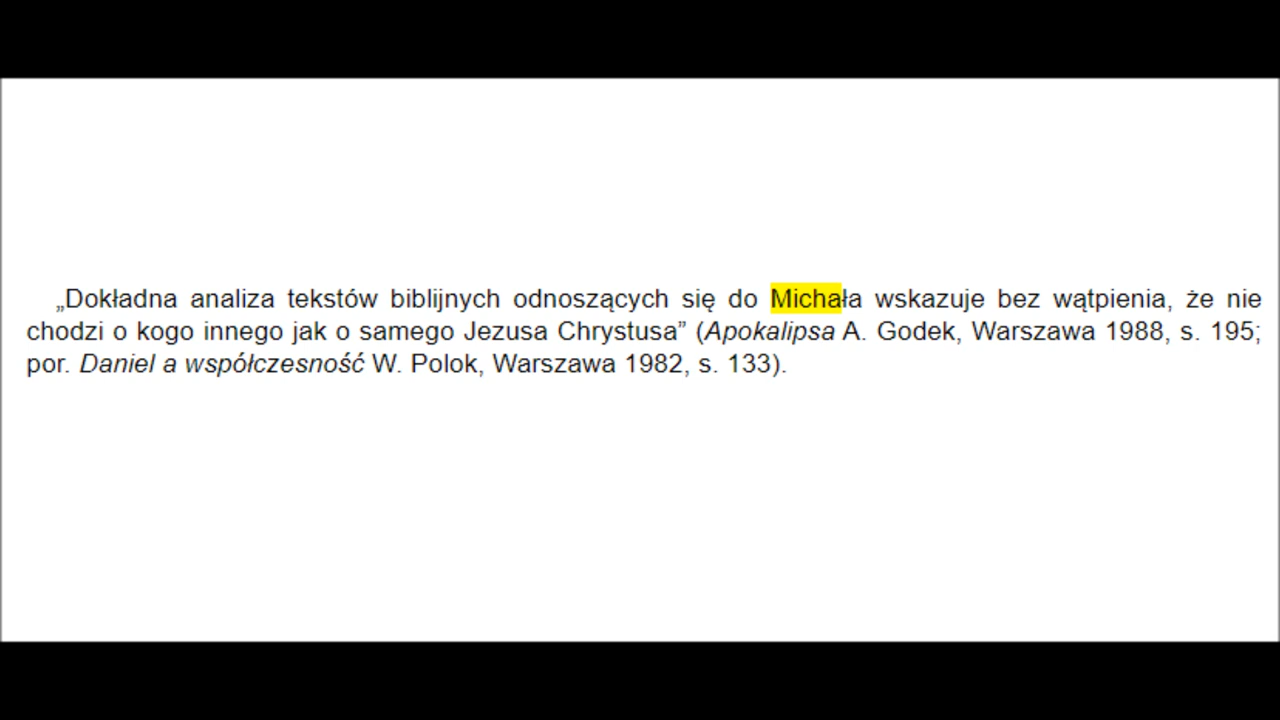 „Dokładna analiza tekstów biblijnych odnoszących się do Michała wskazuje bez wątpienia, że nie
chodzi o kogo innego jak o samego Jezusa Chrystusa” (Apokalipsa A. Godek, Warszawa 1988, s. 195;
por. Daniel a współczesność W. Polok, Warszawa 1982, s. 133).